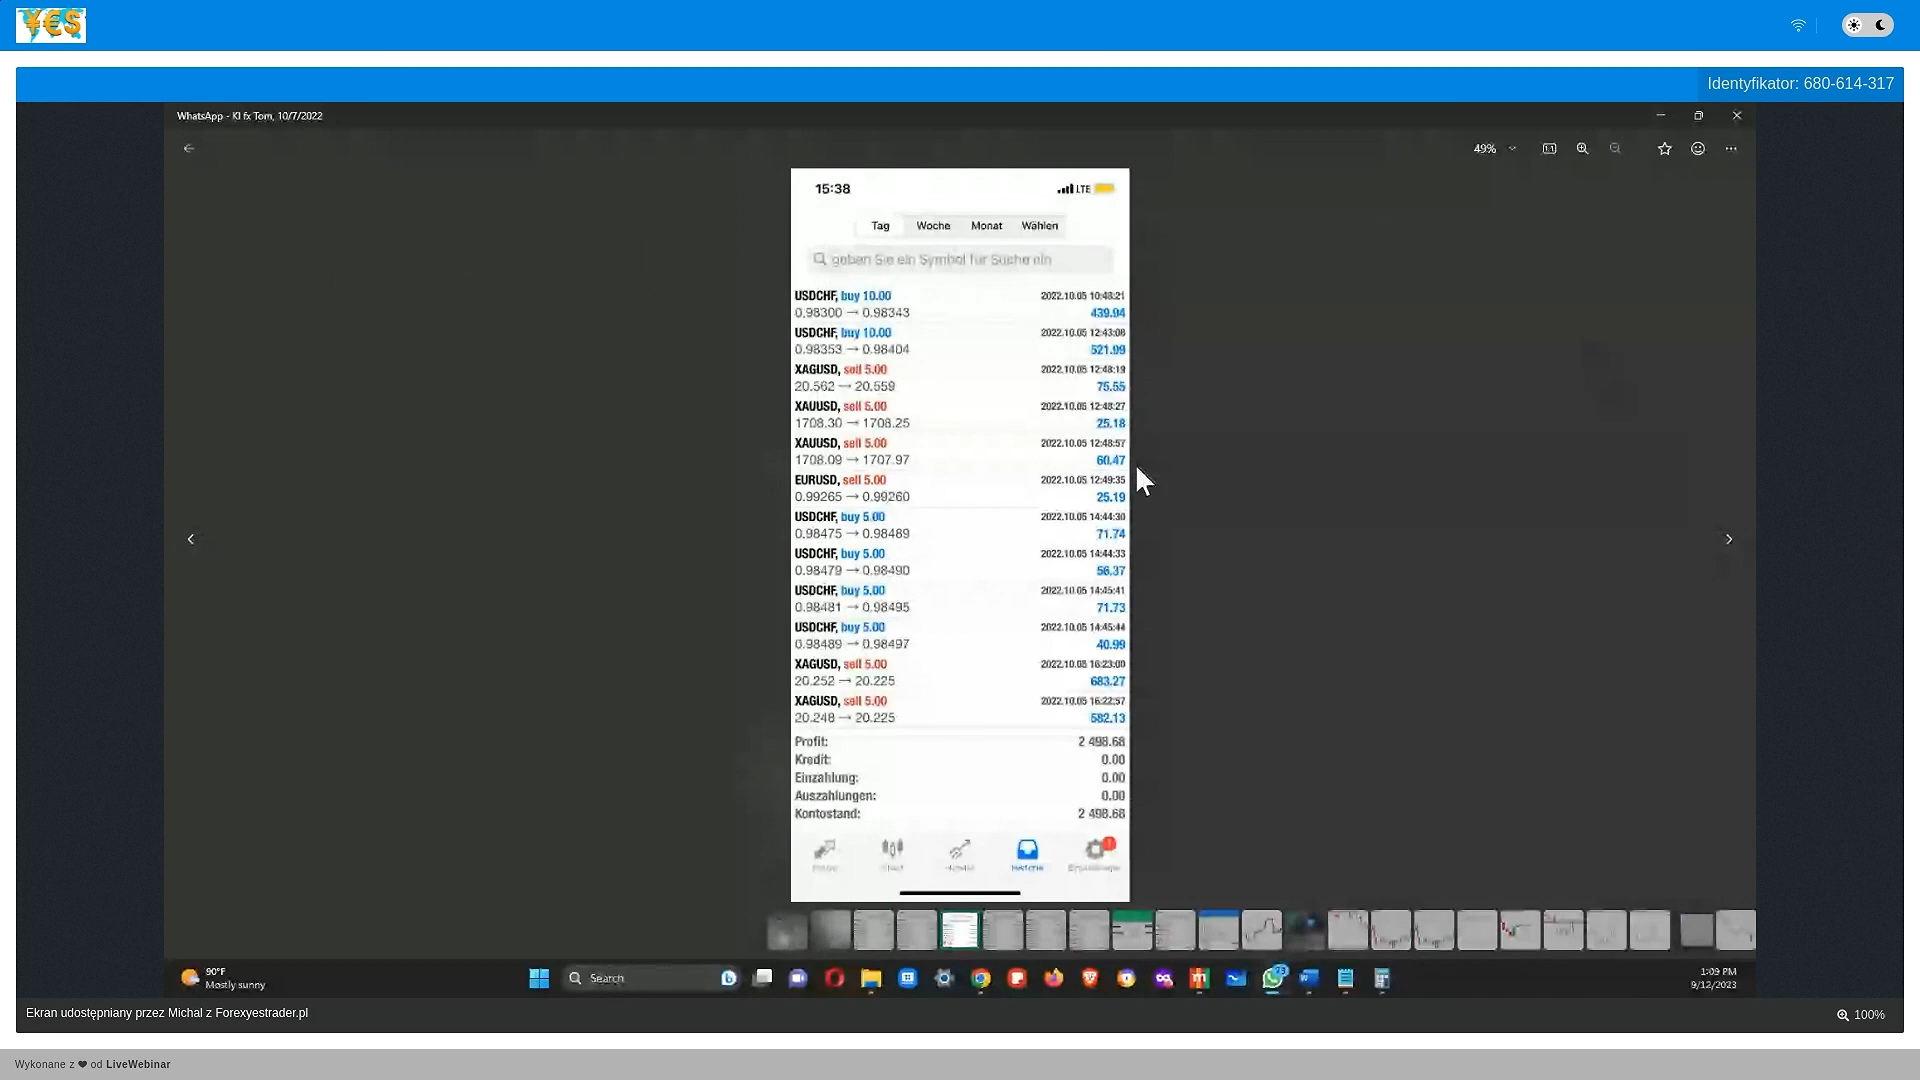 ¥€$
Identyfikator: 680-614-317
WhatsApp - KI fx Tom, 10/7/2022
49%
15:38
LTE
Tag Woche Monat Wählen
geben Sie ein Symbol für Suche ein
USDCHF, buy 10.00 2022.10.05 10:48:21
0.98300 → 0.98343 439.94
USDCHF, buy 10.00 2022.10.05 12:43:08
0.98353 → 0.98404 521.99
XAGUSD, sell 5.00 2022.10.05 12:48:19
20.562 → 20.559 75.55
XAUUSD, sell 5.00 2022.10.05 12:48:27
1708.30 → 1708.25 25.18
XAUUSD, sell 5.00 2022.10.05 12:48:57
1708.09 → 1707.97 60.47
EURUSD, sell 5.00 2022.10.05 12:49:35
0.99265 → 0.99260 25.19
USDCHF, buy 5.00 2022.10.05 14:44:30
0.98475 → 0.98489 71.74
USDCHF, buy 5.00 2022.10.05 14:44:33
0.98479 → 0.98490 56.37
USDCHF, buy 5.00 2022.10.05 14:45:41
0.98481 → 0.98495 71.73
USDCHF, buy 5.00 2022.10.05 14:45:44
0.98489 → 0.98497 40.99
XAGUSD, sell 5.00 2022.10.05 16:23:00
20.252 → 20.225 683.27
XAGUSD, sell 5.00 2022.10.05 16:22:57
20.248 → 20.225 582.13
Profit: 2 498.68
Kredit: 0.00
Einzahlung: 0.00
Auszahlungen: 0.00
Kontostand: 2 498.68
90°F
Mostly sunny
Search
23
1:09 PM
9/12/2023
Ekran udostępniany przez Michal z Forexyestrader.pl
100%
Wykonane z ❤ od LiveWebinar